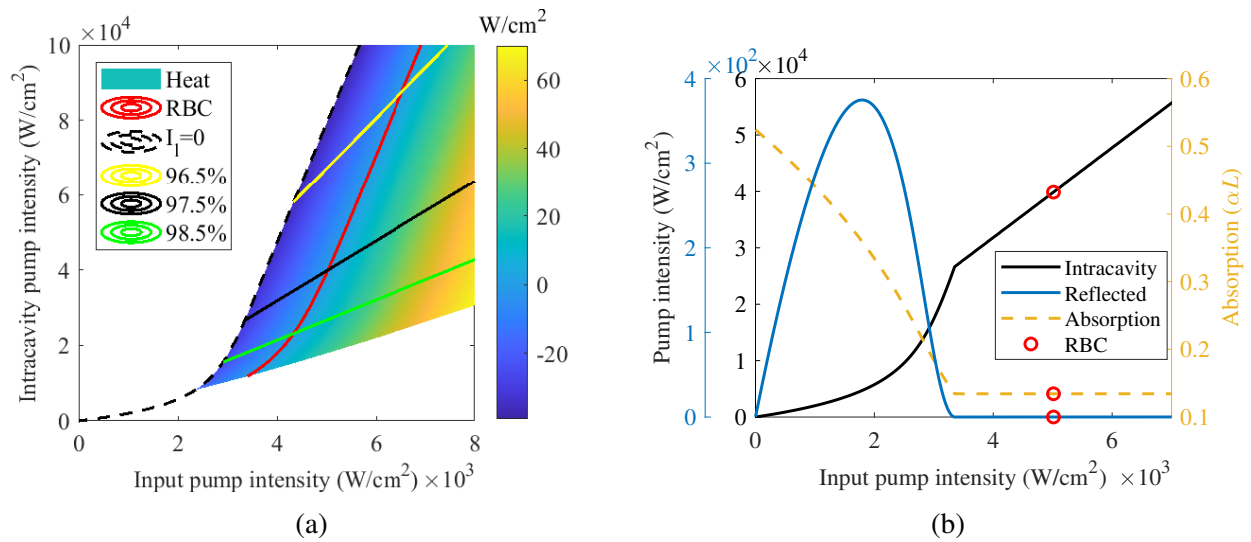 W/cm²
×10⁴
10
8
6
4
2
0
Intracavity pump intensity (W/cm²)
Heat
RBC
I_l=0
96.5%
97.5%
98.5%
60
40
20
0
-20
0
2
4
6
8
Input pump intensity (W/cm²) ×10³
(a)
×10²
×10⁴
4
3
2
1
0
6
5
4
3
2
1
0
Pump intensity (W/cm²)
Intracavity
Reflected
Absorption
RBC
0.6
0.5
0.4
0.3
0.2
0.1
Absorption (αL)
0
2
4
6
Input pump intensity (W/cm²) ×10³
(b)